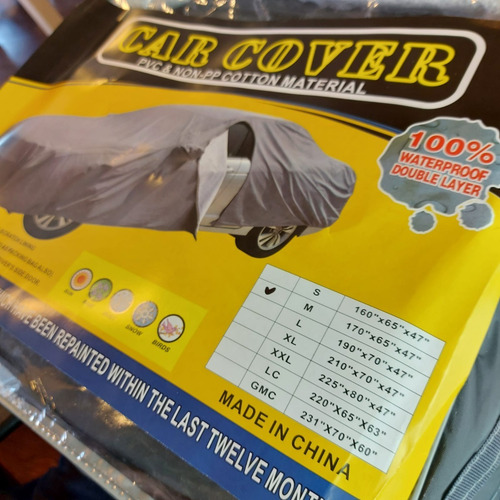 CAR COVER
PVC & NON-PP COTTON MATERIAL
100%
WATERPROOF
DOUBLE LAYER
S 160"x65"x47"
M 170"x65"x47"
L 190"x70"x47"
XL 210"x70"x47"
XXL 225"x80"x47"
LC 220"X65"X63"
GMC 231"X70"X60"
SNOW
BIRDS
MADE IN CHINA
BEEN REPAINTED WITHIN THE LAST TWELVE